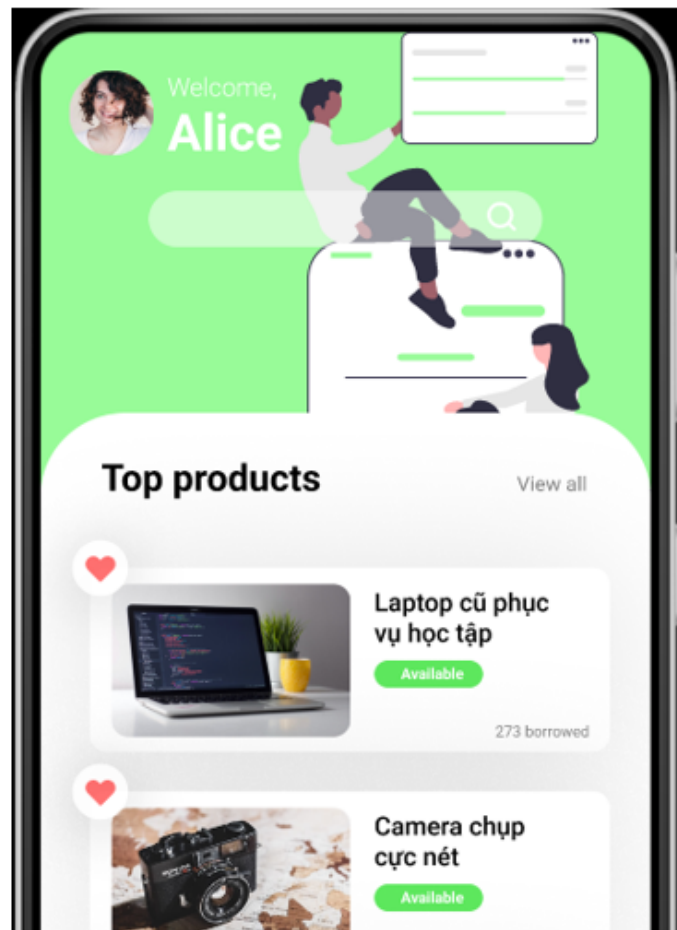 Welcome,
Alice
Top products
View all
Laptop cũ phục
vụ học tập
Available
273 borrowed
Camera chụp
cực nét
Available